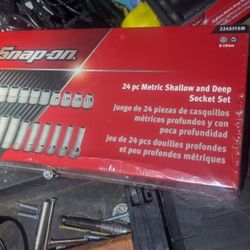 Snap-on
224SIYSM
24 pc Metric Shallow and Deep
Socket Set
Juego de 24 piezas de casquillos
métricos profundos y con
poca profundidad
Jeu de 24 pcs douilles profondes
et peu profondes métriques